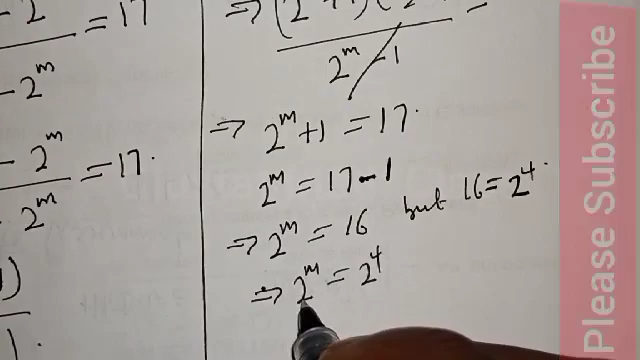 - 2
= 17
- 2^m
- 2^m
= 17.
2^m
)
1.
⇒ (2^m + 1)(2
=
2^m - 1
⇒ 2^m + 1 = 17.
2^m = 17 - 1
⇒ 2^m = 16 but 16 = 2^4.
⇒ 2^m = 2^4
Please Subscribe